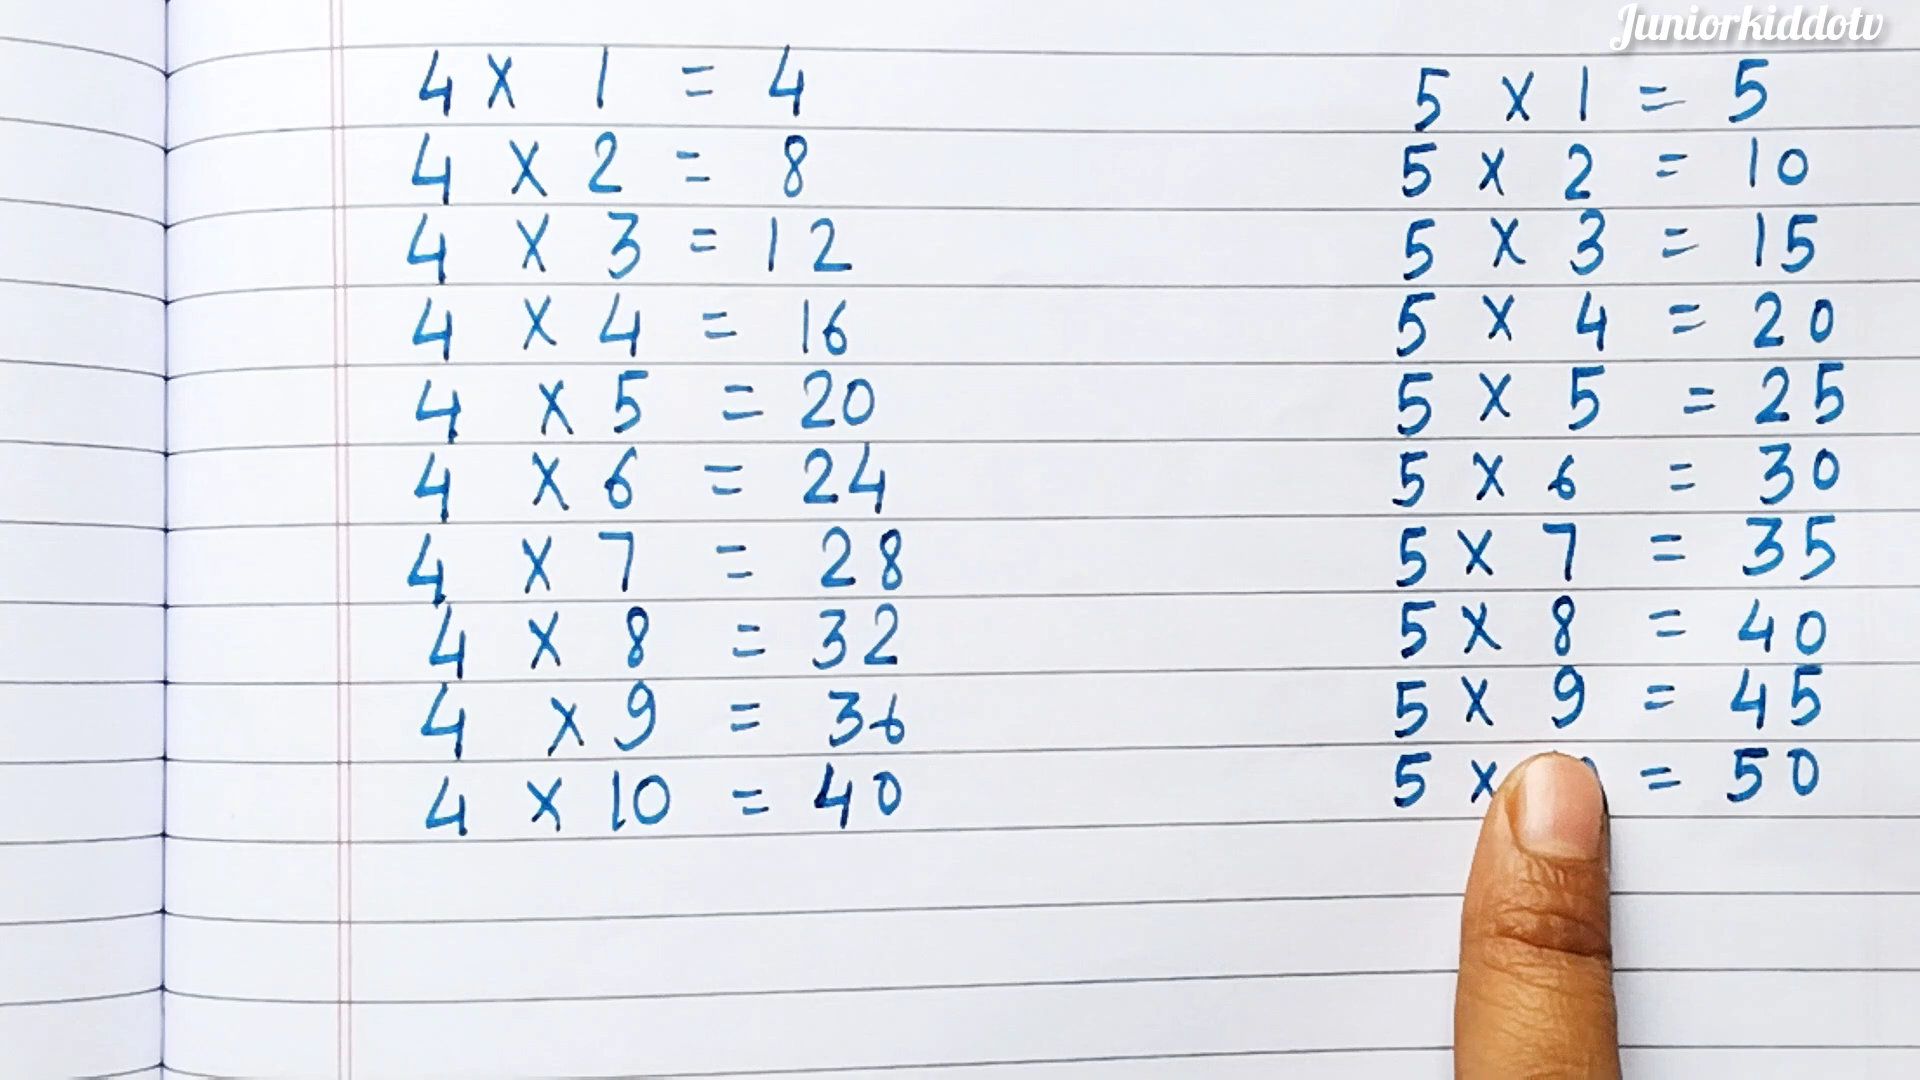 Juniorkiddotv
4 X 1 = 4
4 X 2 = 8
4 X 3 = 12
4 X 4 = 16
4 X 5 = 20
4 X 6 = 24
4 X 7 = 28
4 X 8 = 32
4 X 9 = 36
4 X 10 = 40
5 X 1 = 5
5 X 2 = 10
5 X 3 = 15
5 X 4 = 20
5 X 5 = 25
5 X 6 = 30
5 X 7 = 35
5 X 8 = 40
5 X 9 = 45
5 X = 50